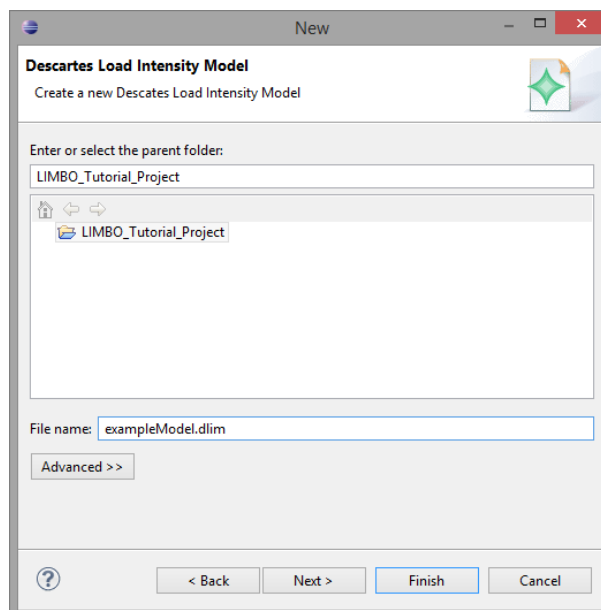 New
Descartes Load Intensity Model
Create a new Descates Load Intensity Model
Enter or select the parent folder:
LIMBO_Tutorial_Project
LIMBO_Tutorial_Project
File name: exampleModel.dlim
Advanced >>
< Back Next > Finish Cancel